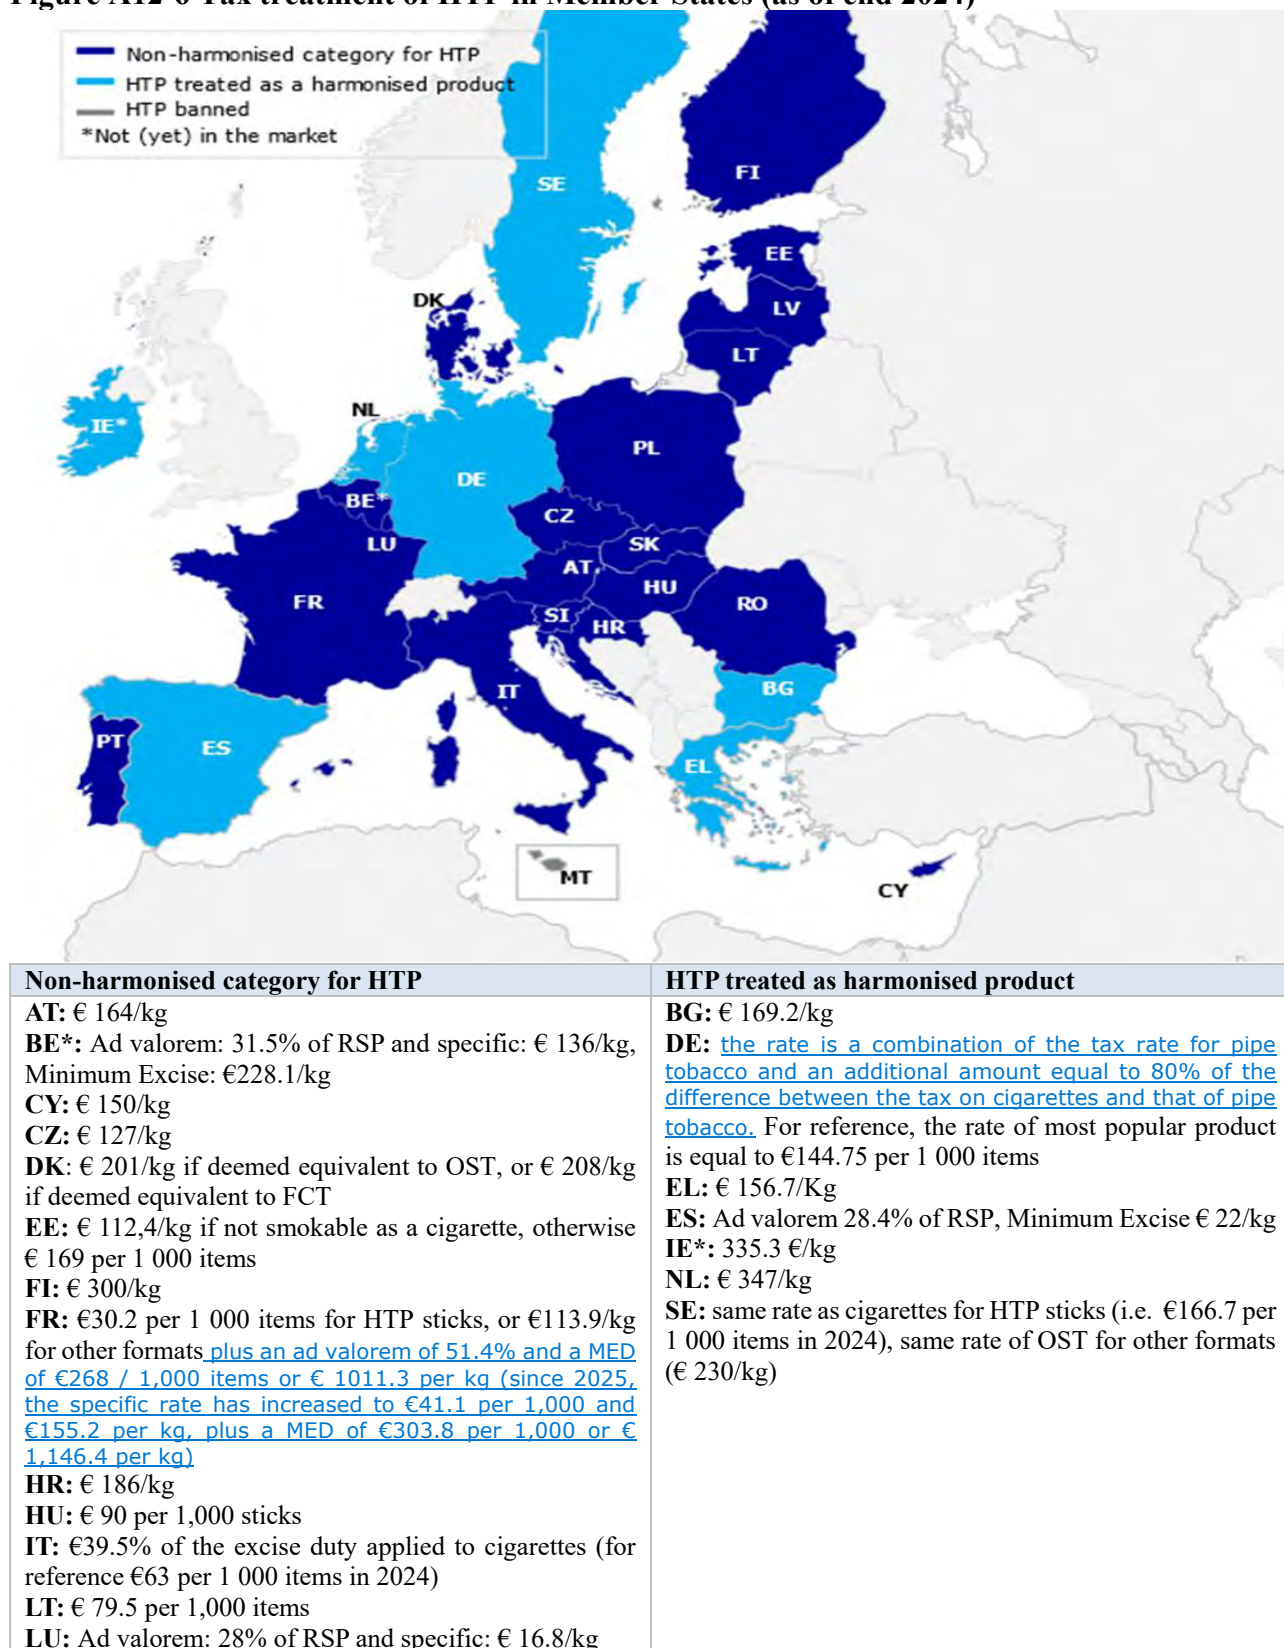 Figure A12-6 Tax treatment of HTP in Member States (as of end 2024)
Non-harmonised category for HTP
HTP treated as a harmonised product
HTP banned
*Not (yet) in the market
FI
SE
EE
LV
DK
LT
IE*
NL
PL
DE
BE*
CZ
LU
SK
AT
HU
FR
RO
SI
HR
IT
BG
PT
ES
EL
MT
CY
Non-harmonised category for HTP
AT: € 164/kg
BE*: Ad valorem: 31.5% of RSP and specific: € 136/kg,
Minimum Excise: €228.1/kg
CY: € 150/kg
CZ: € 127/kg
DK: € 201/kg if deemed equivalent to OST, or € 208/kg
if deemed equivalent to FCT
EE: € 112,4/kg if not smokable as a cigarette, otherwise
€ 169 per 1 000 items
FI: € 300/kg
FR: €30.2 per 1 000 items for HTP sticks, or €113.9/kg
for other formats plus an ad valorem of 51.4% and a MED
of €268 / 1,000 items or € 1011.3 per kg (since 2025,
the specific rate has increased to €41.1 per 1,000 and
€155.2 per kg, plus a MED of €303.8 per 1,000 or €
1,146.4 per kg)
HR: € 186/kg
HU: € 90 per 1,000 sticks
IT: €39.5% of the excise duty applied to cigarettes (for
reference €63 per 1 000 items in 2024)
LT: € 79.5 per 1,000 items
LU: Ad valorem: 28% of RSP and specific: € 16.8/kg
HTP treated as harmonised product
BG: € 169.2/kg
DE: the rate is a combination of the tax rate for pipe
tobacco and an additional amount equal to 80% of the
difference between the tax on cigarettes and that of pipe
tobacco. For reference, the rate of most popular product
is equal to €144.75 per 1 000 items
EL: € 156.7/Kg
ES: Ad valorem 28.4% of RSP, Minimum Excise € 22/kg
IE*: 335.3 €/kg
NL: € 347/kg
SE: same rate as cigarettes for HTP sticks (i.e. €166.7 per
1 000 items in 2024), same rate of OST for other formats
(€ 230/kg)